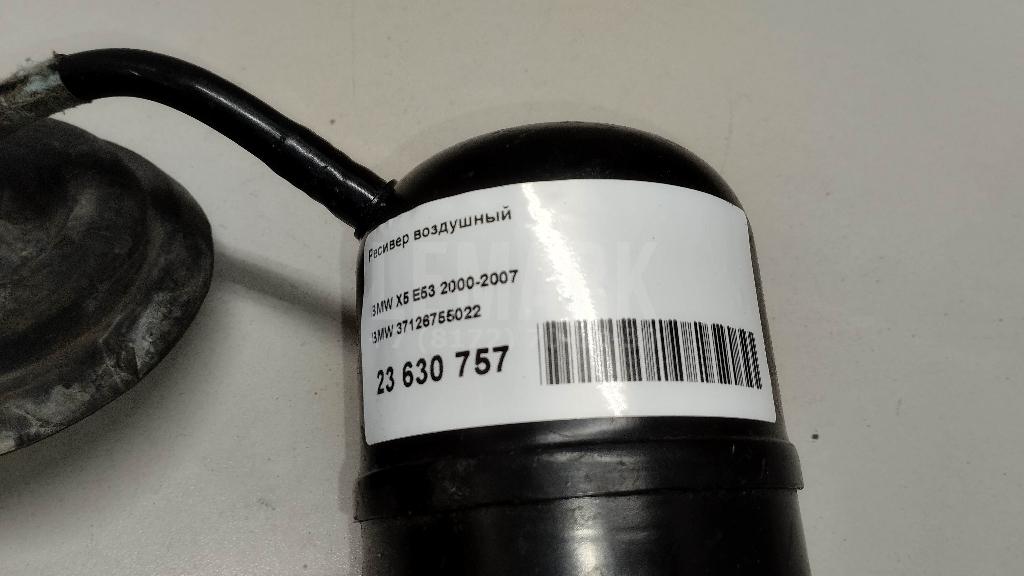 Ресивер воздушный
BMW X5 E53 2000-2007
BMW 37126755022
23 630 757